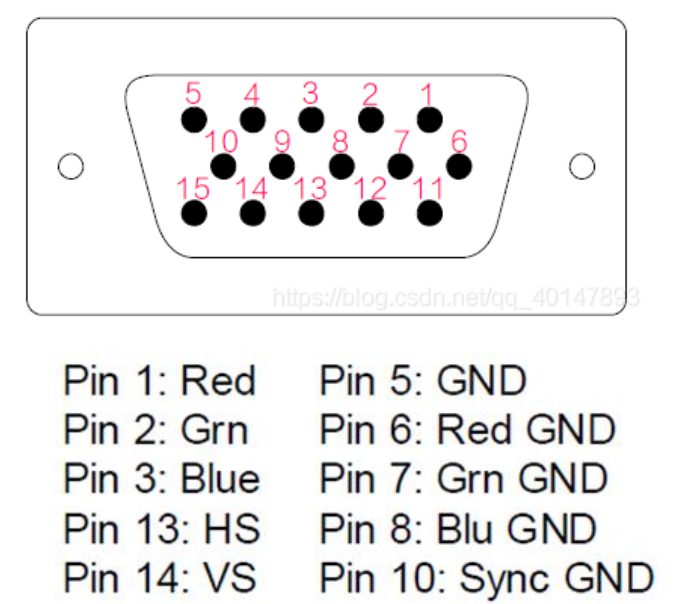 5 4 3 2 1
10 9 8 7 6
15 14 13 12 11
https://blog.csdn.net/qq_40147893
Pin 1: Red Pin 5: GND
Pin 2: Grn Pin 6: Red GND
Pin 3: Blue Pin 7: Grn GND
Pin 13: HS Pin 8: Blu GND
Pin 14: VS Pin 10: Sync GND